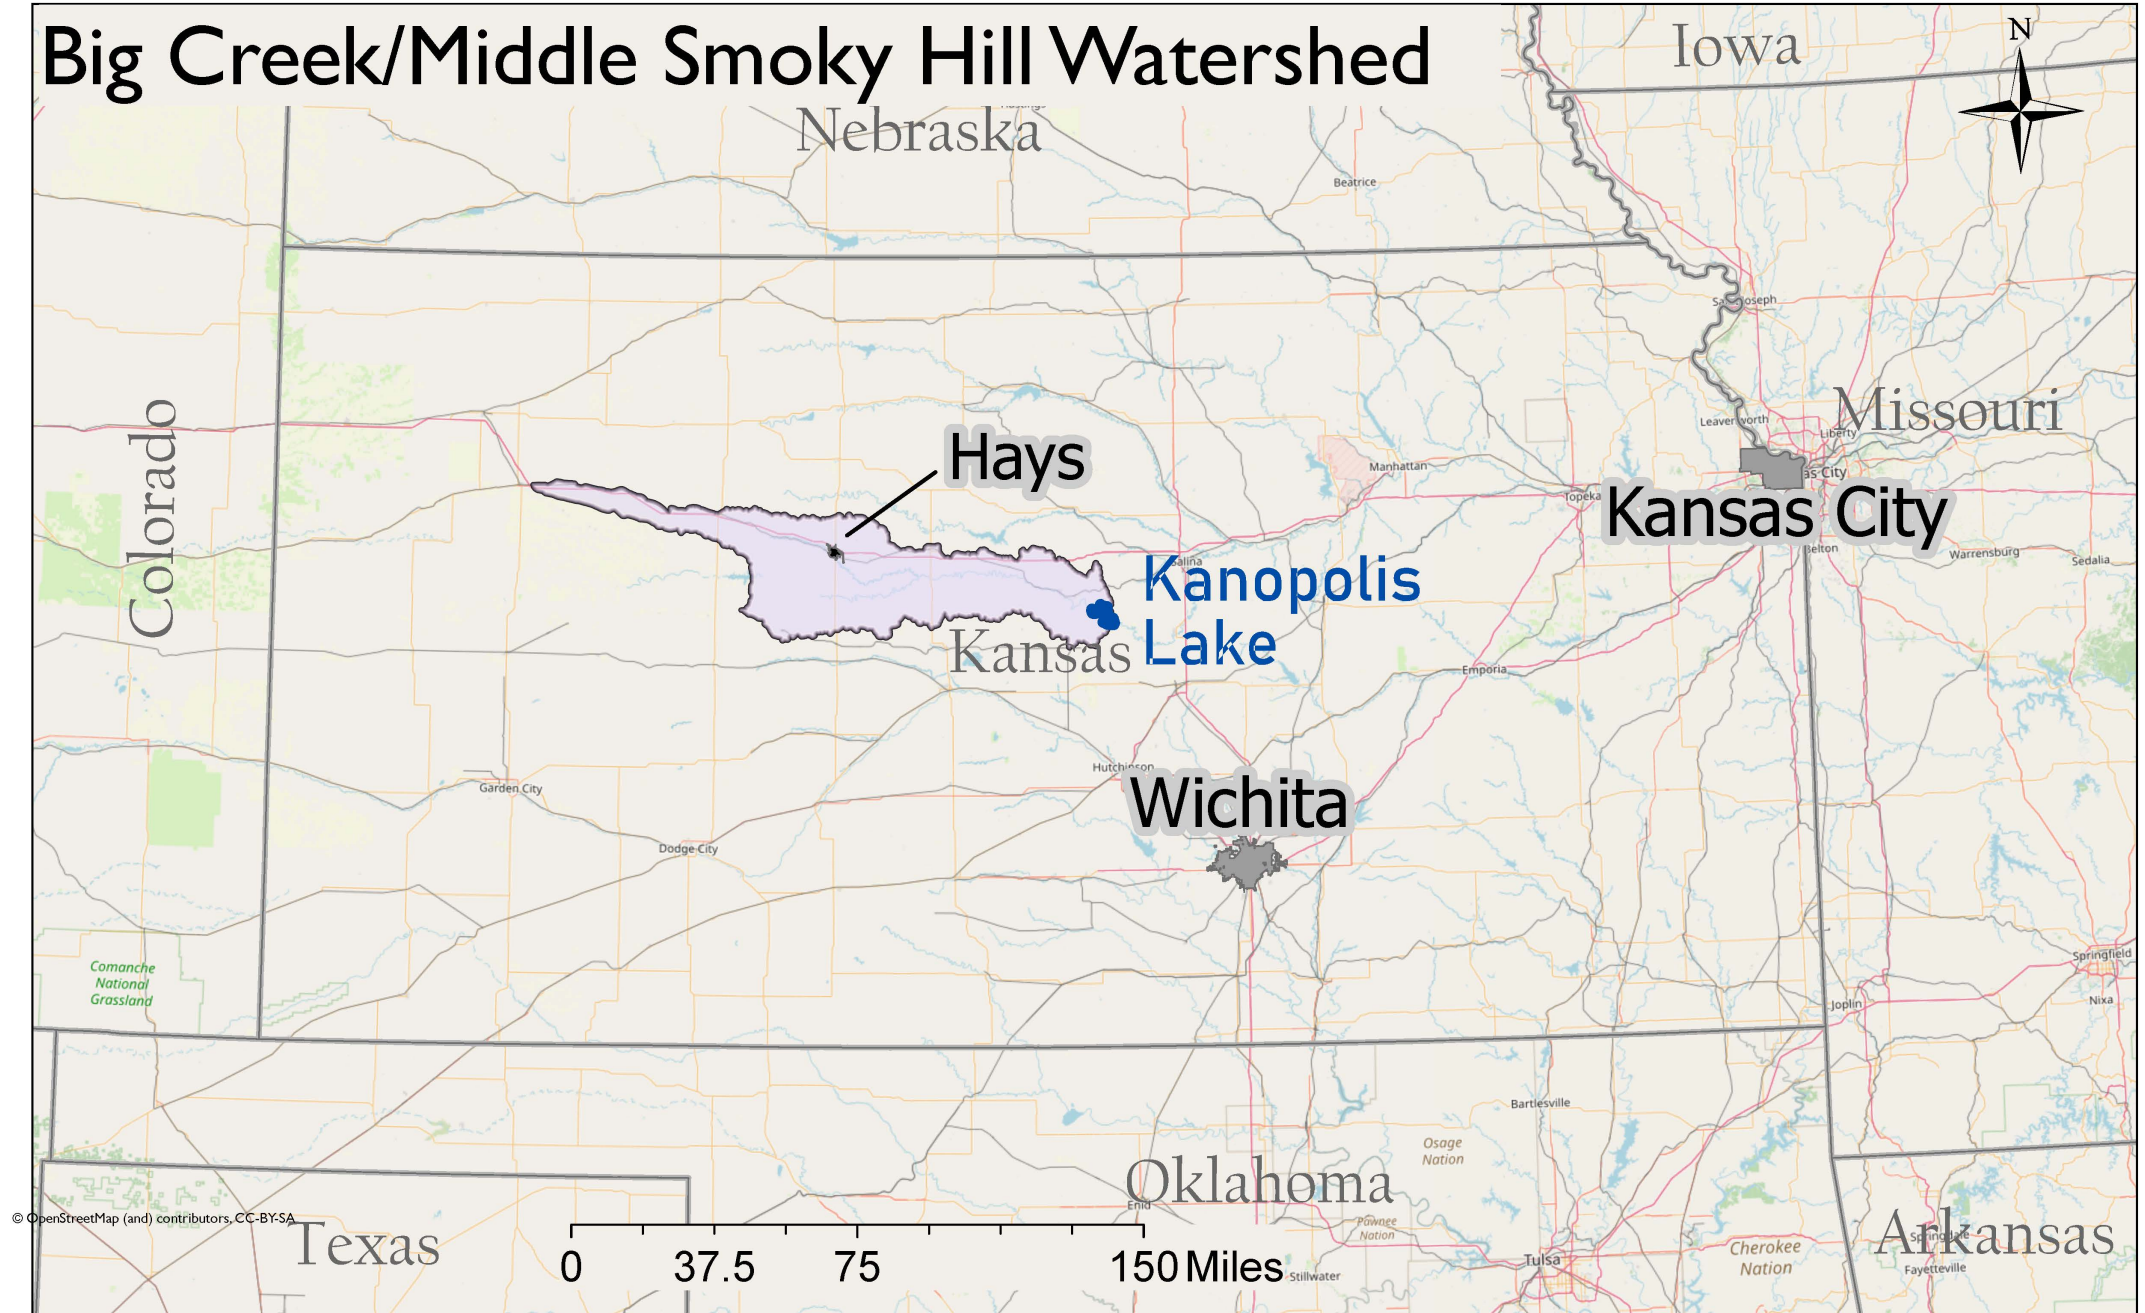 Big Creek/Middle Smoky Hill Watershed
N
Iowa
Hastings
Nebraska
Beatrice
Colorado
Hays
Leavenworth
Liberty
Missouri
Manhattan
Topeka
Kansas City
Belton
Warrensburg
Sedalia
Salina
Kanopolis
Lake
Kansas
Emporia
Hutchinson
Garden City
Wichita
Dodge City
Comanche
National
Grassland
Springfield
Nixa
Joplin
Bartlesville
Osage
Nation
Oklahoma
Enid
© OpenStreetMap (and) contributors, CC-BY-SA
Texas
Pawnee
Nation
Arkansas
Cherokee
Nation
Tulsa
Fayetteville
0 37.5 75 150 Miles
Stillwater